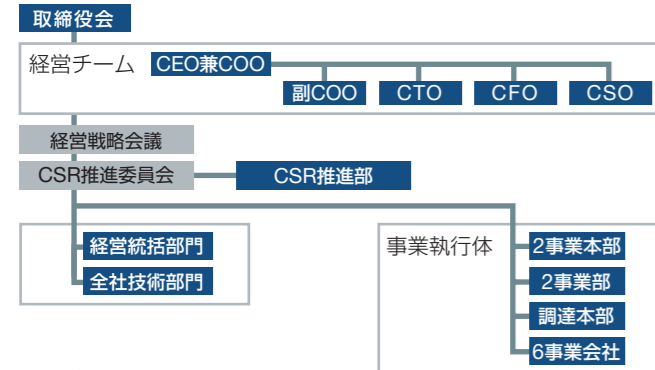 取締役会
経営チーム CEO兼COO
副COO CTO CFO CSO
経営戦略会議
CSR推進委員会 CSR推進部
経営統括部門
全社技術部門
事業執行体
2事業本部
2事業部
調達本部
6事業会社